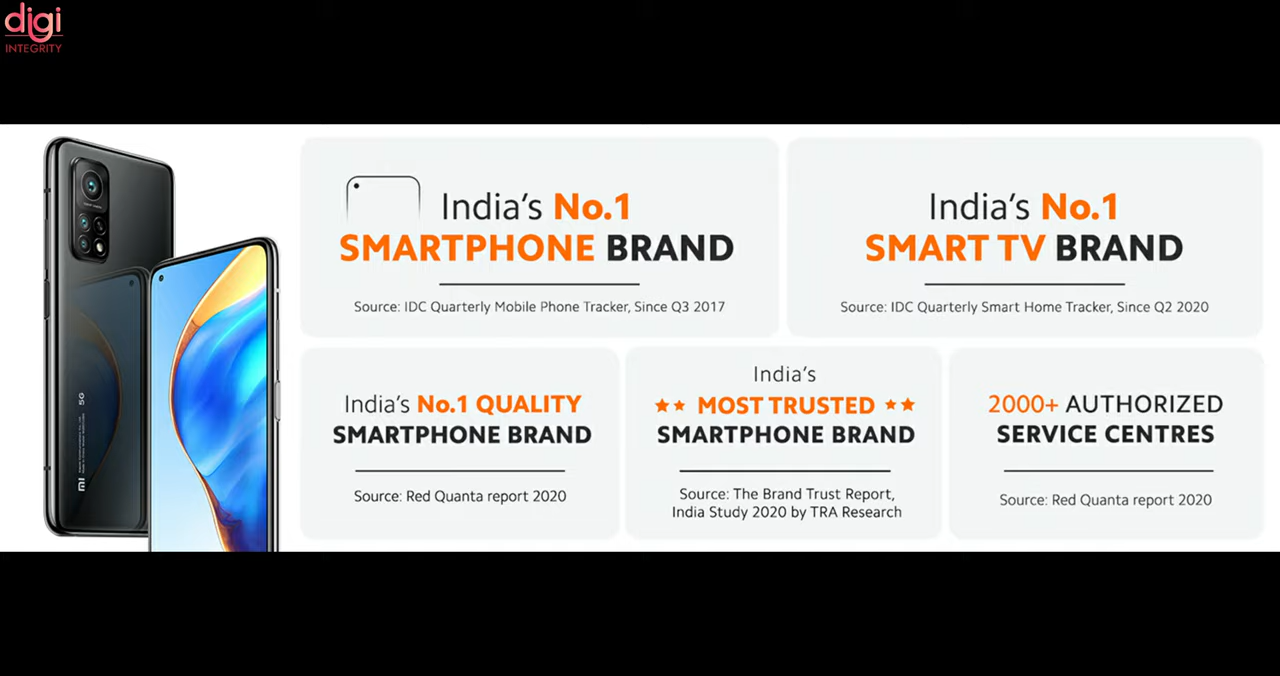 digi
INTEGRITY
India's No.1
SMARTPHONE BRAND
Source: IDC Quarterly Mobile Phone Tracker, Since Q3 2017
India's No.1
SMART TV BRAND
Source: IDC Quarterly Smart Home Tracker, Since Q2 2020
India's No.1 QUALITY
SMARTPHONE BRAND
Source: Red Quanta report 2020
India's
MOST TRUSTED
SMARTPHONE BRAND
Source: The Brand Trust Report,
India Study 2020 by TRA Research
2000+ AUTHORIZED
SERVICE CENTRES
Source: Red Quanta report 2020
5G
MI